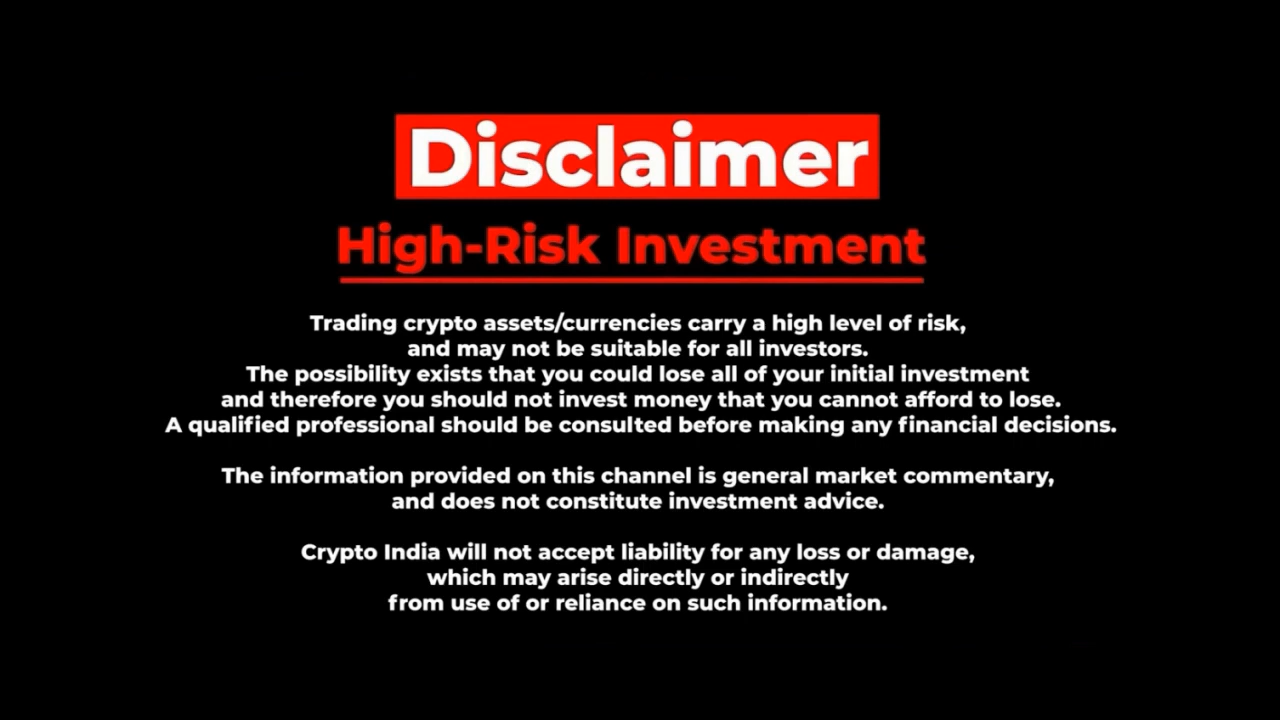 Disclaimer
High-Risk Investment
Trading crypto assets/currencies carry a high level of risk,
and may not be suitable for all investors.
The possibility exists that you could lose all of your initial investment
and therefore you should not invest money that you cannot afford to lose.
A qualified professional should be consulted before making any financial decisions.
The information provided on this channel is general market commentary,
and does not constitute investment advice.
Crypto India will not accept liability for any loss or damage,
which may arise directly or indirectly
from use of or reliance on such information.